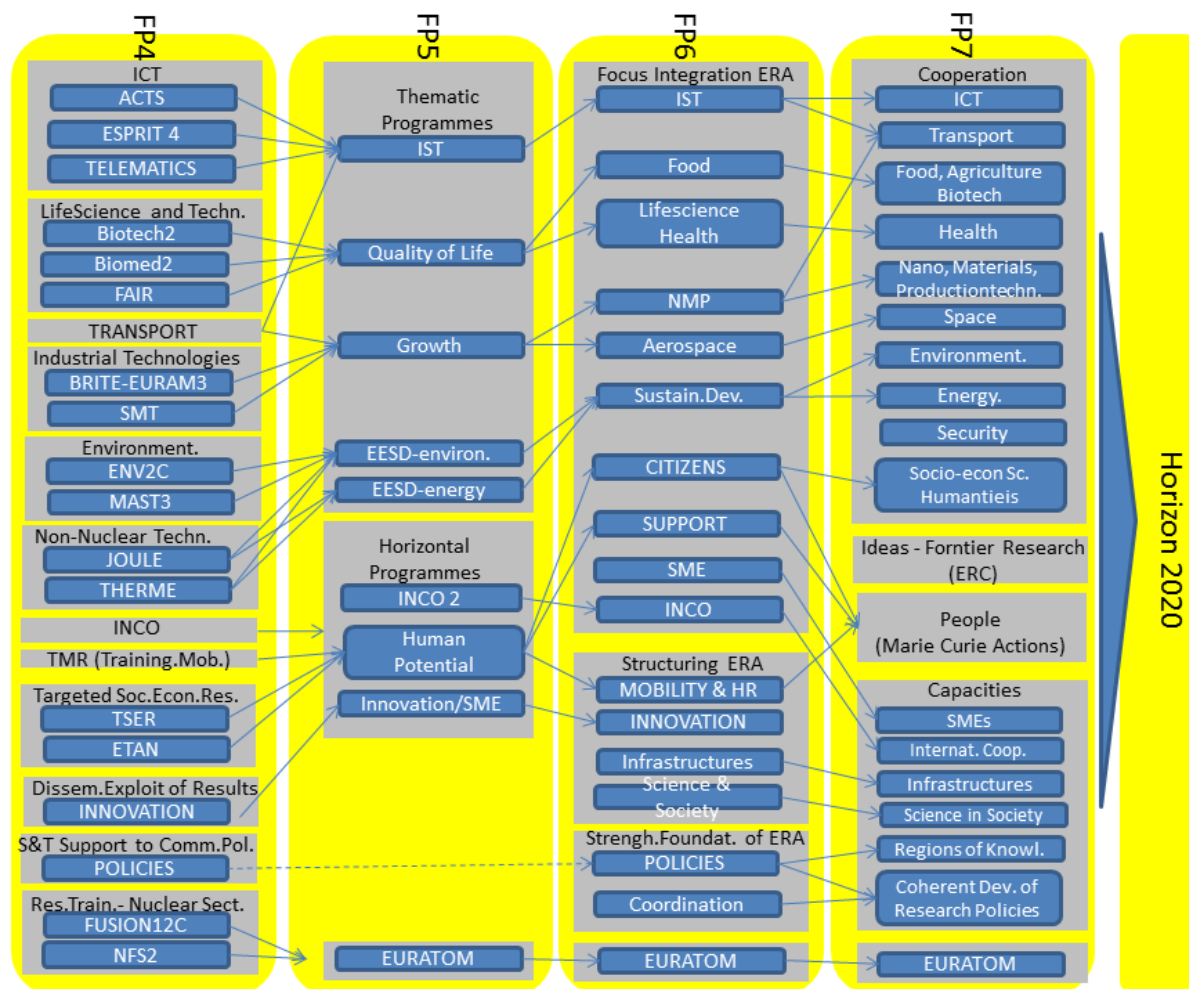 FP4
ICT
ACTS
ESPRIT 4
TELEMATICS
LifeScience and Techn.
Biotech2
Biomed2
FAIR
TRANSPORT
Industrial Technologies
BRITE-EURAM3
SMT
Environment.
ENV2C
MAST3
Non-Nuclear Techn.
JOULE
THERME
INCO
TMR (Training.Mob.)
Targeted Soc.Econ.Res.
TSER
ETAN
Dissem.Exploit of Results
INNOVATION
S&T Support to Comm.Pol.
POLICIES
Res.Train.- Nuclear Sect.
FUSION12C
NFS2
FP5
Thematic
Programmes
IST
Quality of Life
Growth
EESD-environ.
EESD-energy
Horizontal
Programmes
INCO 2
Human
Potential
Innovation/SME
EURATOM
FP6
Focus Integration ERA
IST
Food
Lifescience
Health
NMP
Aerospace
Sustain.Dev.
CITIZENS
SUPPORT
SME
INCO
Structuring ERA
MOBILITY & HR
INNOVATION
Infrastructures
Science &
Society
Strengh.Foundat. of ERA
POLICIES
Coordination
EURATOM
FP7
Cooperation
ICT
Transport
Food, Agriculture
Biotech
Health
Nano, Materials,
Productiontechn.
Space
Environment.
Energy.
Security
Socio-econ Sc.
Humantieis
Ideas - Forntier Research
(ERC)
People
(Marie Curie Actions)
Capacities
SMEs
Internat. Coop.
Infrastructures
Science in Society
Regions of Knowl.
Coherent Dev. of
Research Policies
EURATOM
Horizon 2020